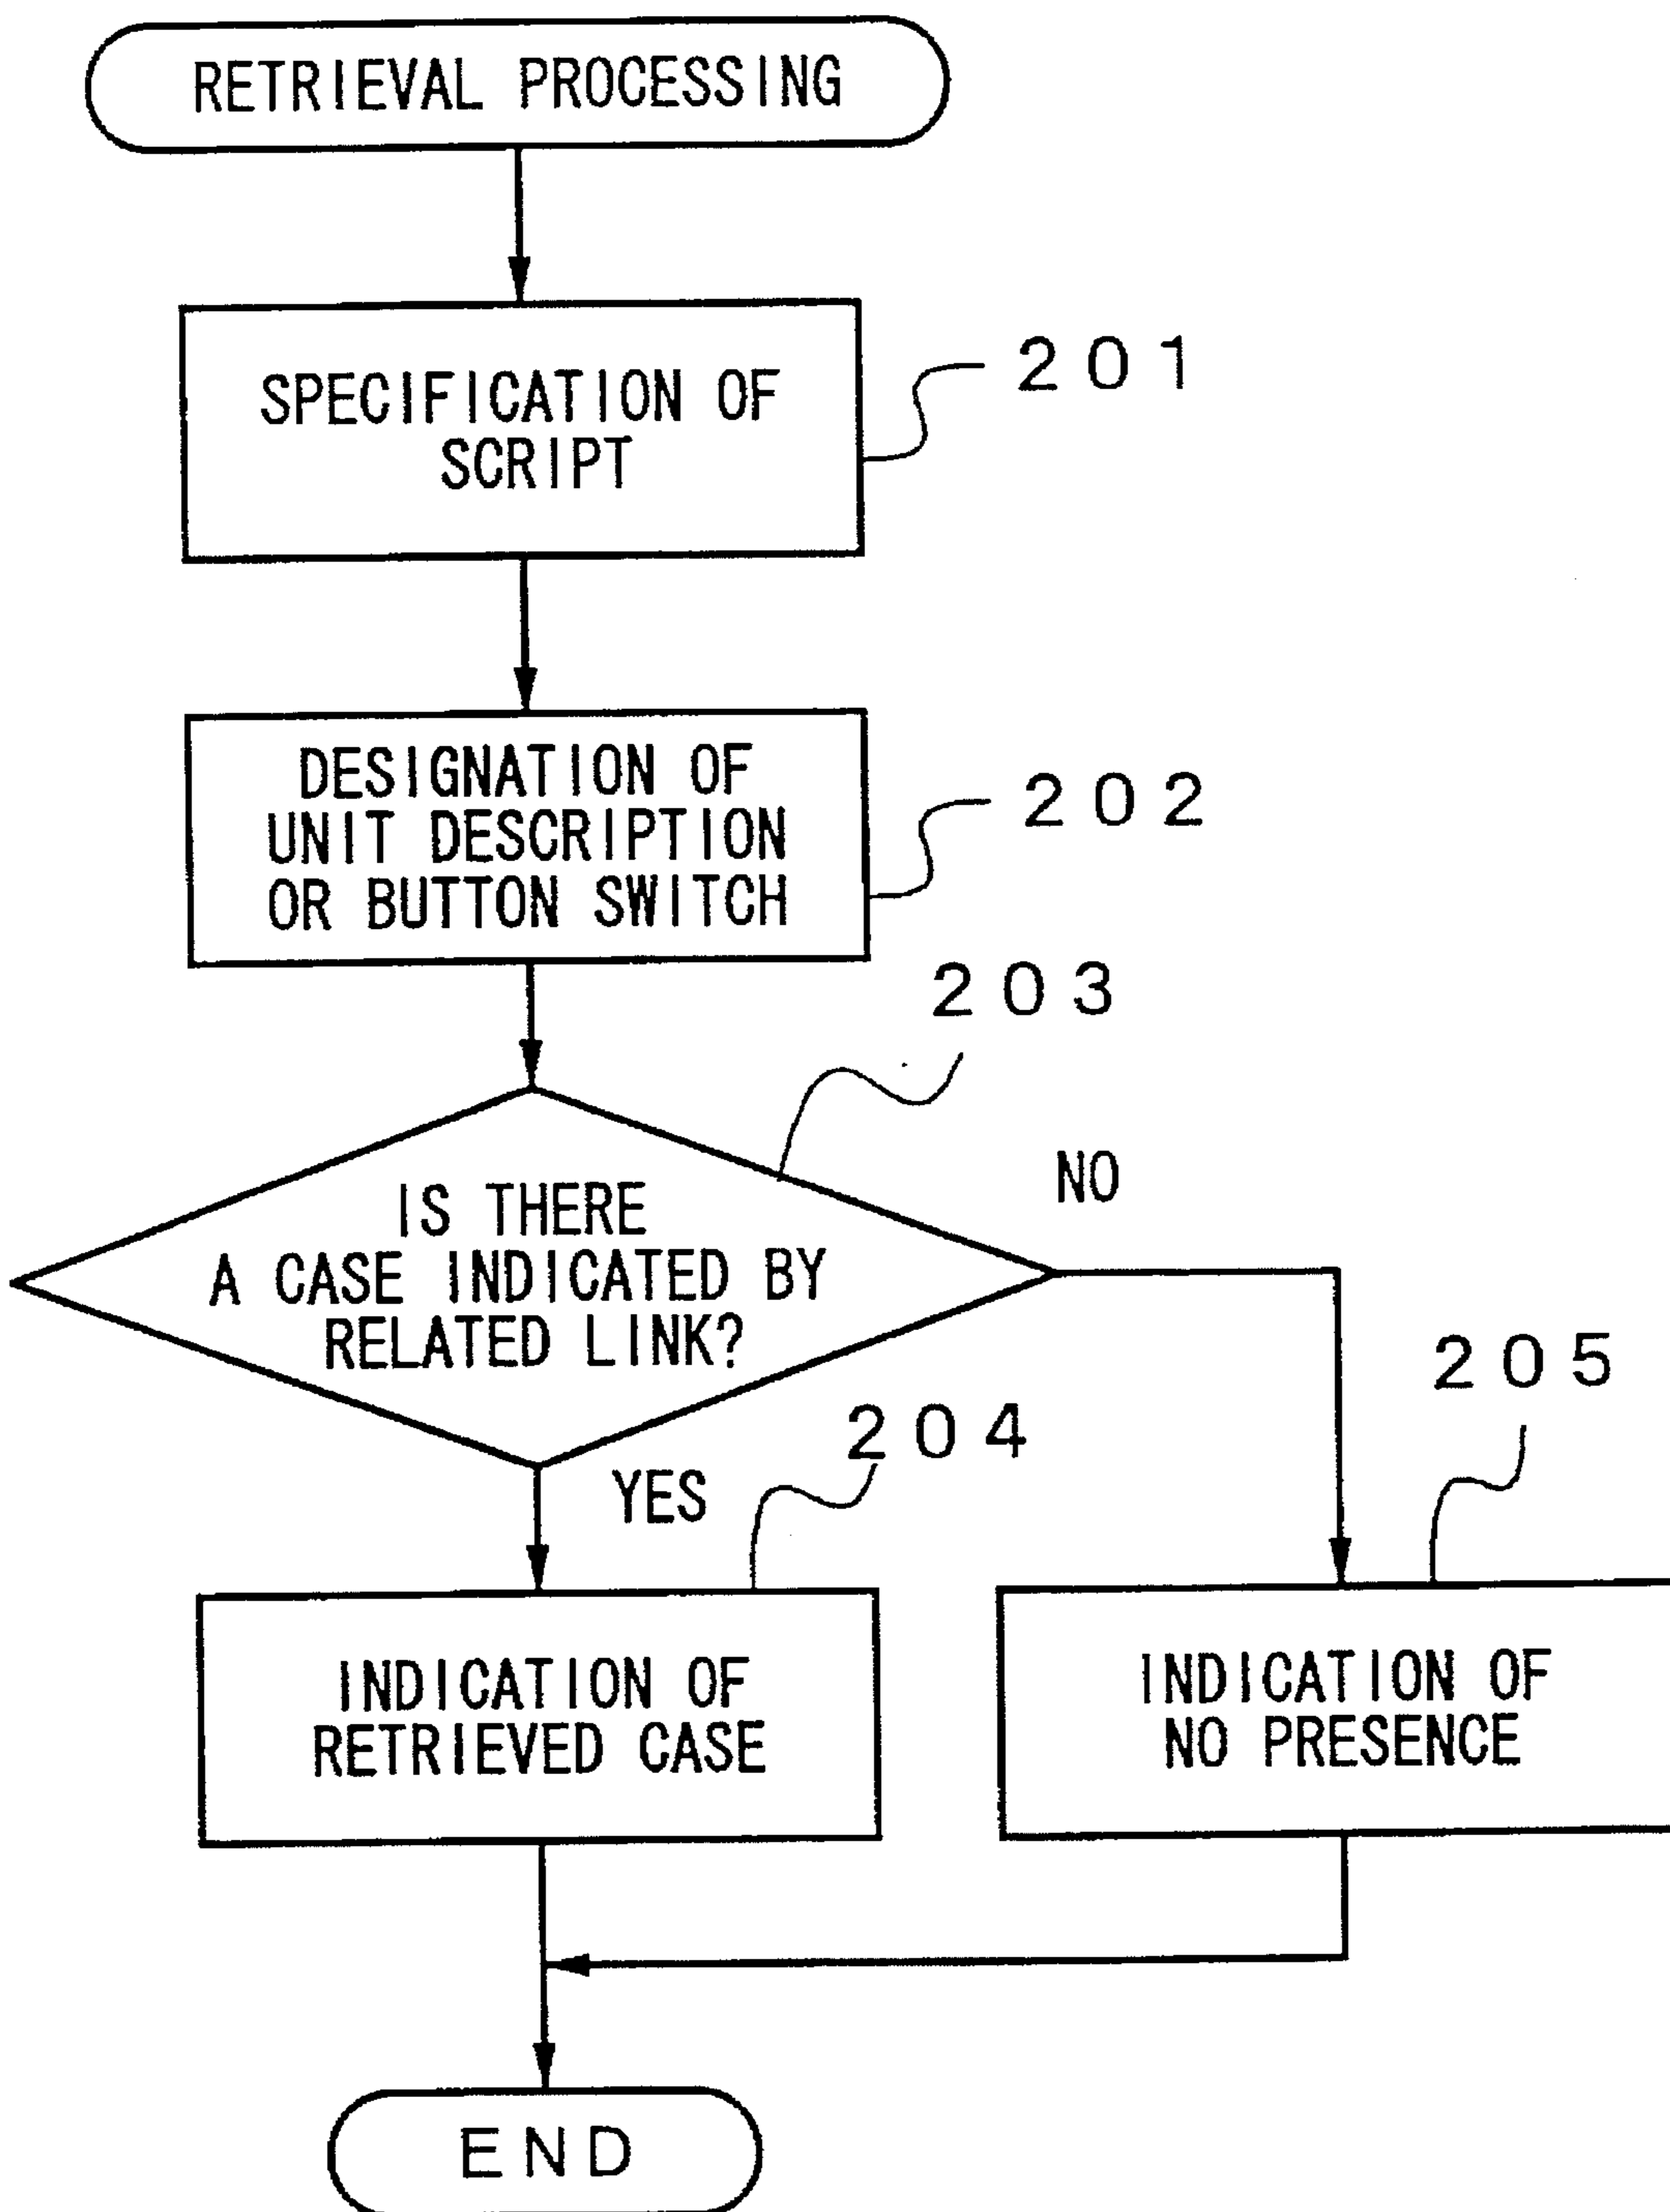 RETRIEVAL PROCESSING
SPECIFICATION OF
SCRIPT
201
DESIGNATION OF
UNIT DESCRIPTION
OR BUTTON SWITCH
202
203
IS THERE
A CASE INDICATED BY
RELATED LINK?
NO
YES
204
205
INDICATION OF
RETRIEVED CASE
INDICATION OF
NO PRESENCE
END